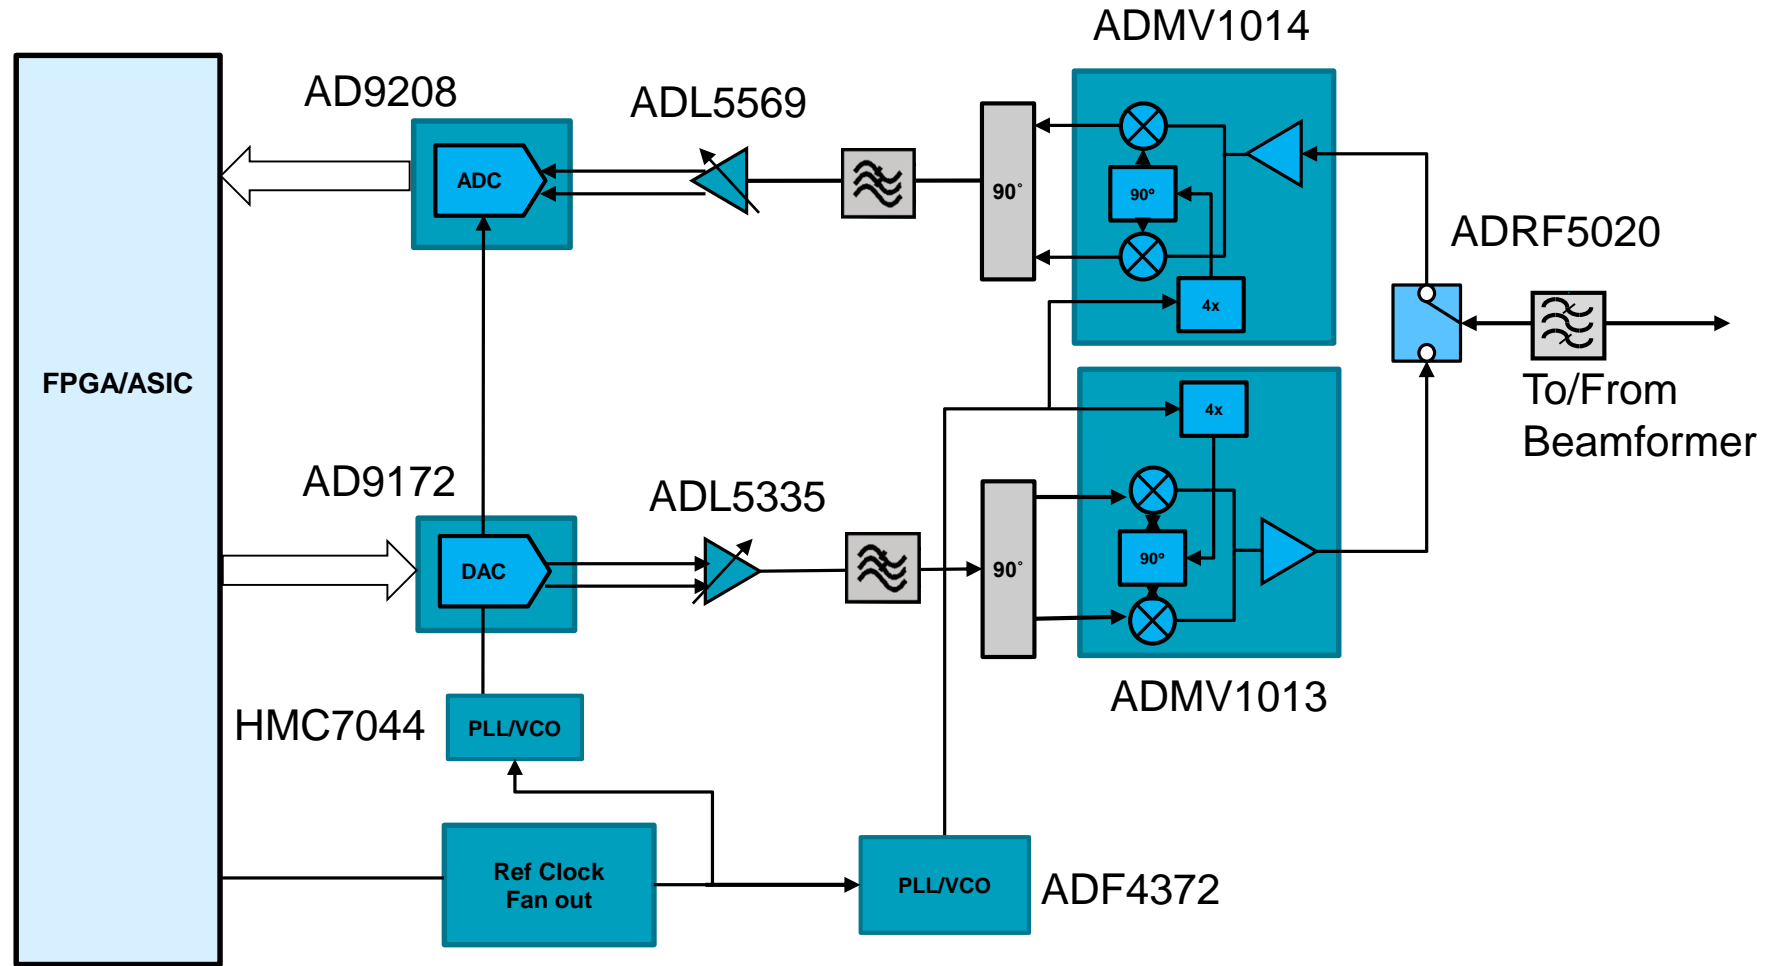 ADMV1014
AD9208
ADL5569
ADC
90°
90°
4x
ADRF5020
FPGA/ASIC
To/From
Beamformer
4x
AD9172
ADL5335
DAC
90°
90°
ADMV1013
HMC7044
PLL/VCO
Ref Clock
Fan out
PLL/VCO
ADF4372